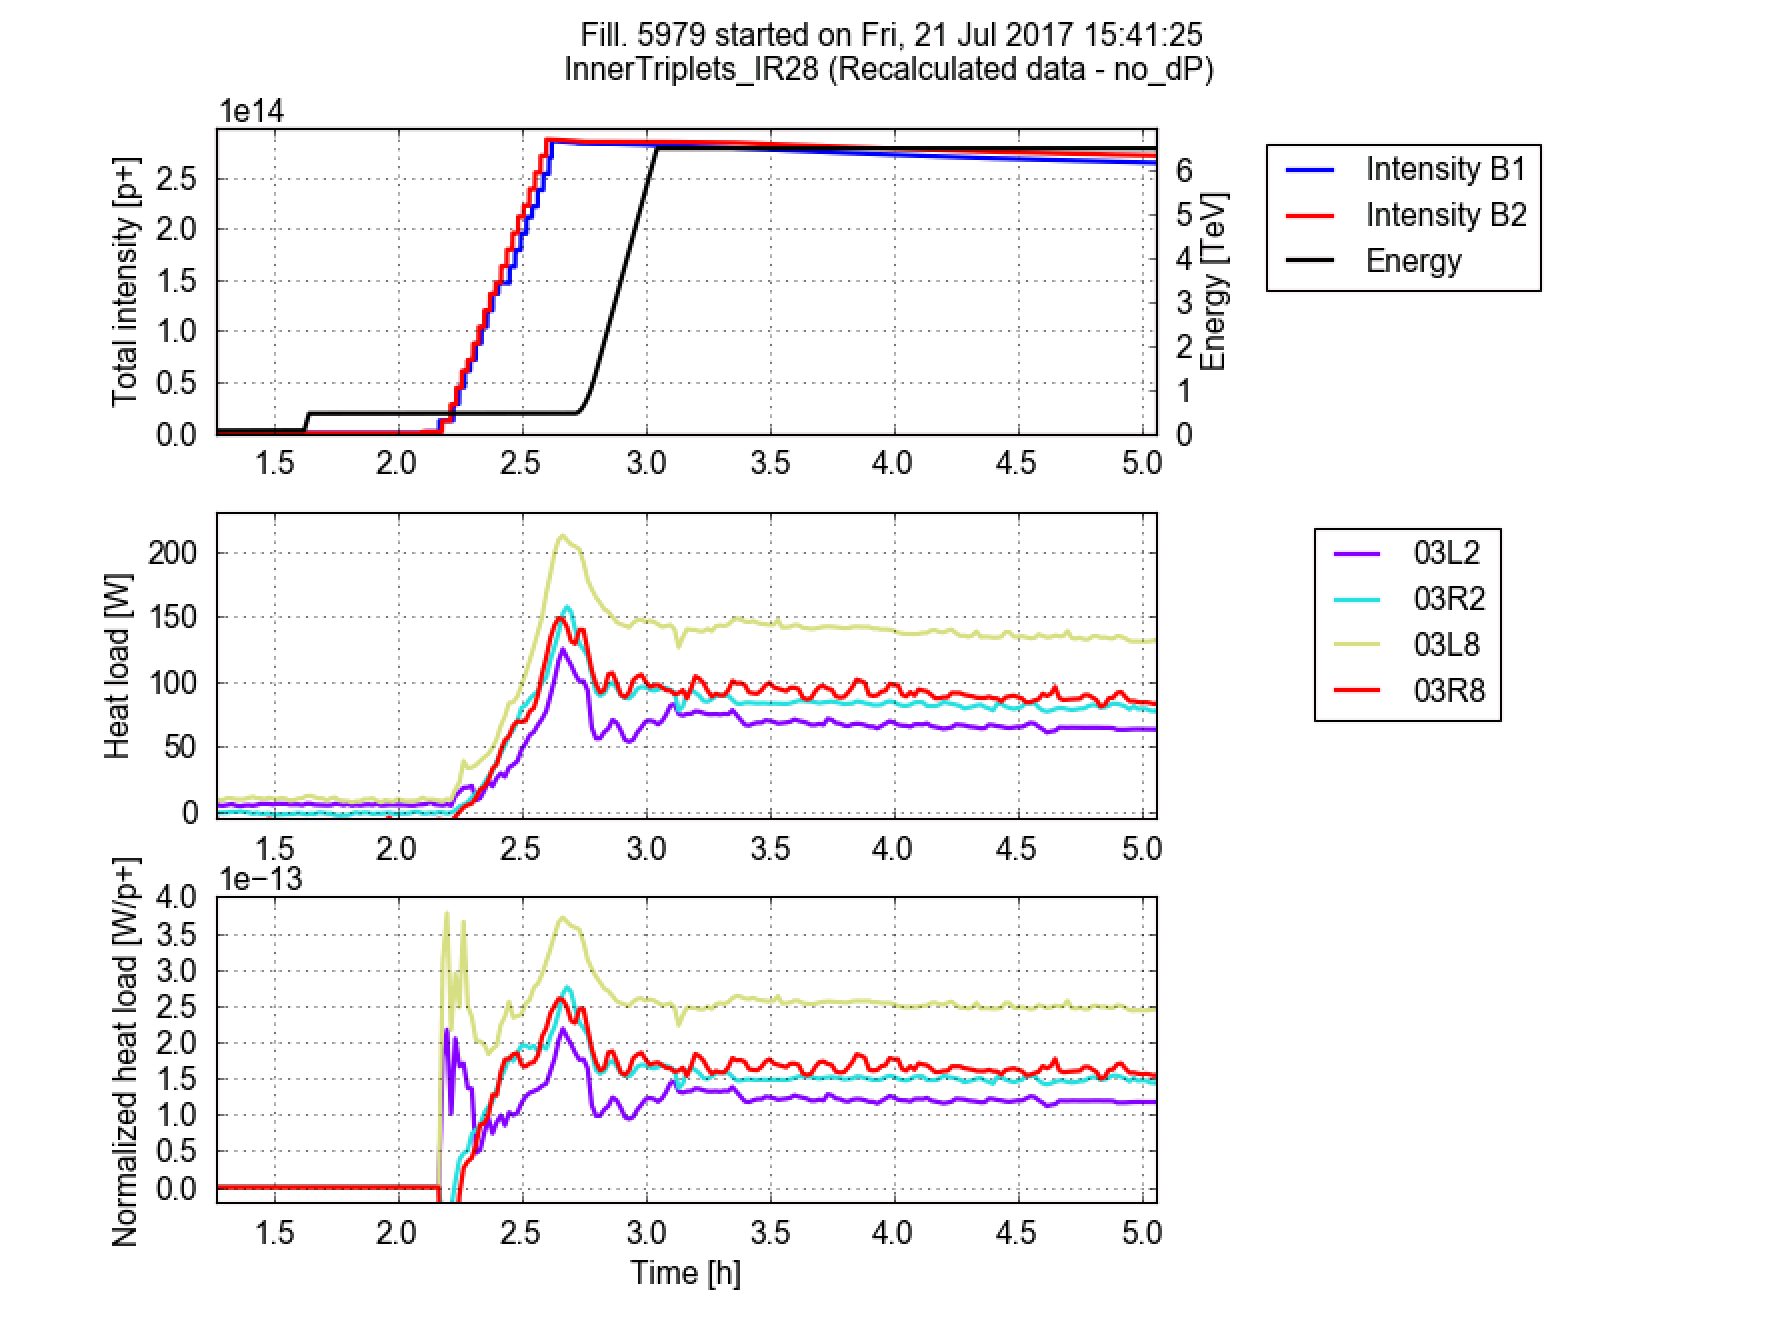 Fill. 5979 started on Fri, 21 Jul 2017 15:41:25
InnerTriplets_IR28 (Recalculated data - no_dP)
1e14
Total intensity [p+]
2.5
2.0
1.5
1.0
0.5
0.0
6
5
4
3
2
1
0
Energy [TeV]
1.5 2.0 2.5 3.0 3.5 4.0 4.5 5.0
Intensity B1
Intensity B2
Energy
Heat load [W]
200
150
100
50
0
1.5 2.0 2.5 3.0 3.5 4.0 4.5 5.0
03L2
03R2
03L8
03R8
1e−13
Normalized heat load [W/p+]
4.0
3.5
3.0
2.5
2.0
1.5
1.0
0.5
0.0
1.5 2.0 2.5 3.0 3.5 4.0 4.5 5.0
Time [h]